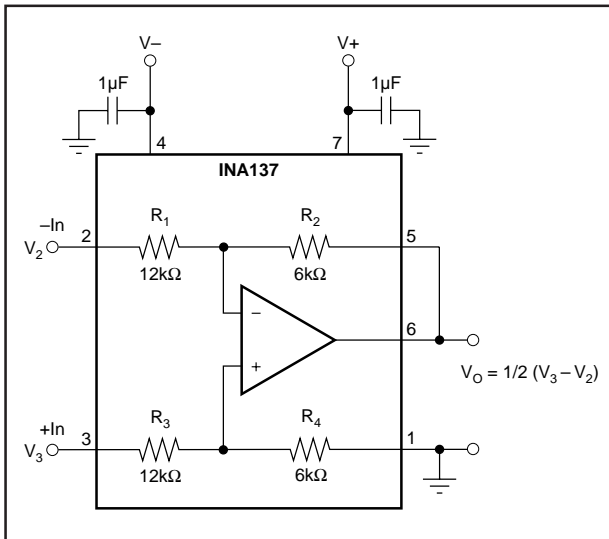 V– V+
1µF 1µF
4 7
INA137
–In R₁ R₂
V₂ 2 5
12kΩ 6kΩ
–
6
+ V_O = 1/2 (V₃ – V₂)
+In R₃ R₄
V₃ 3 1
12kΩ 6kΩ